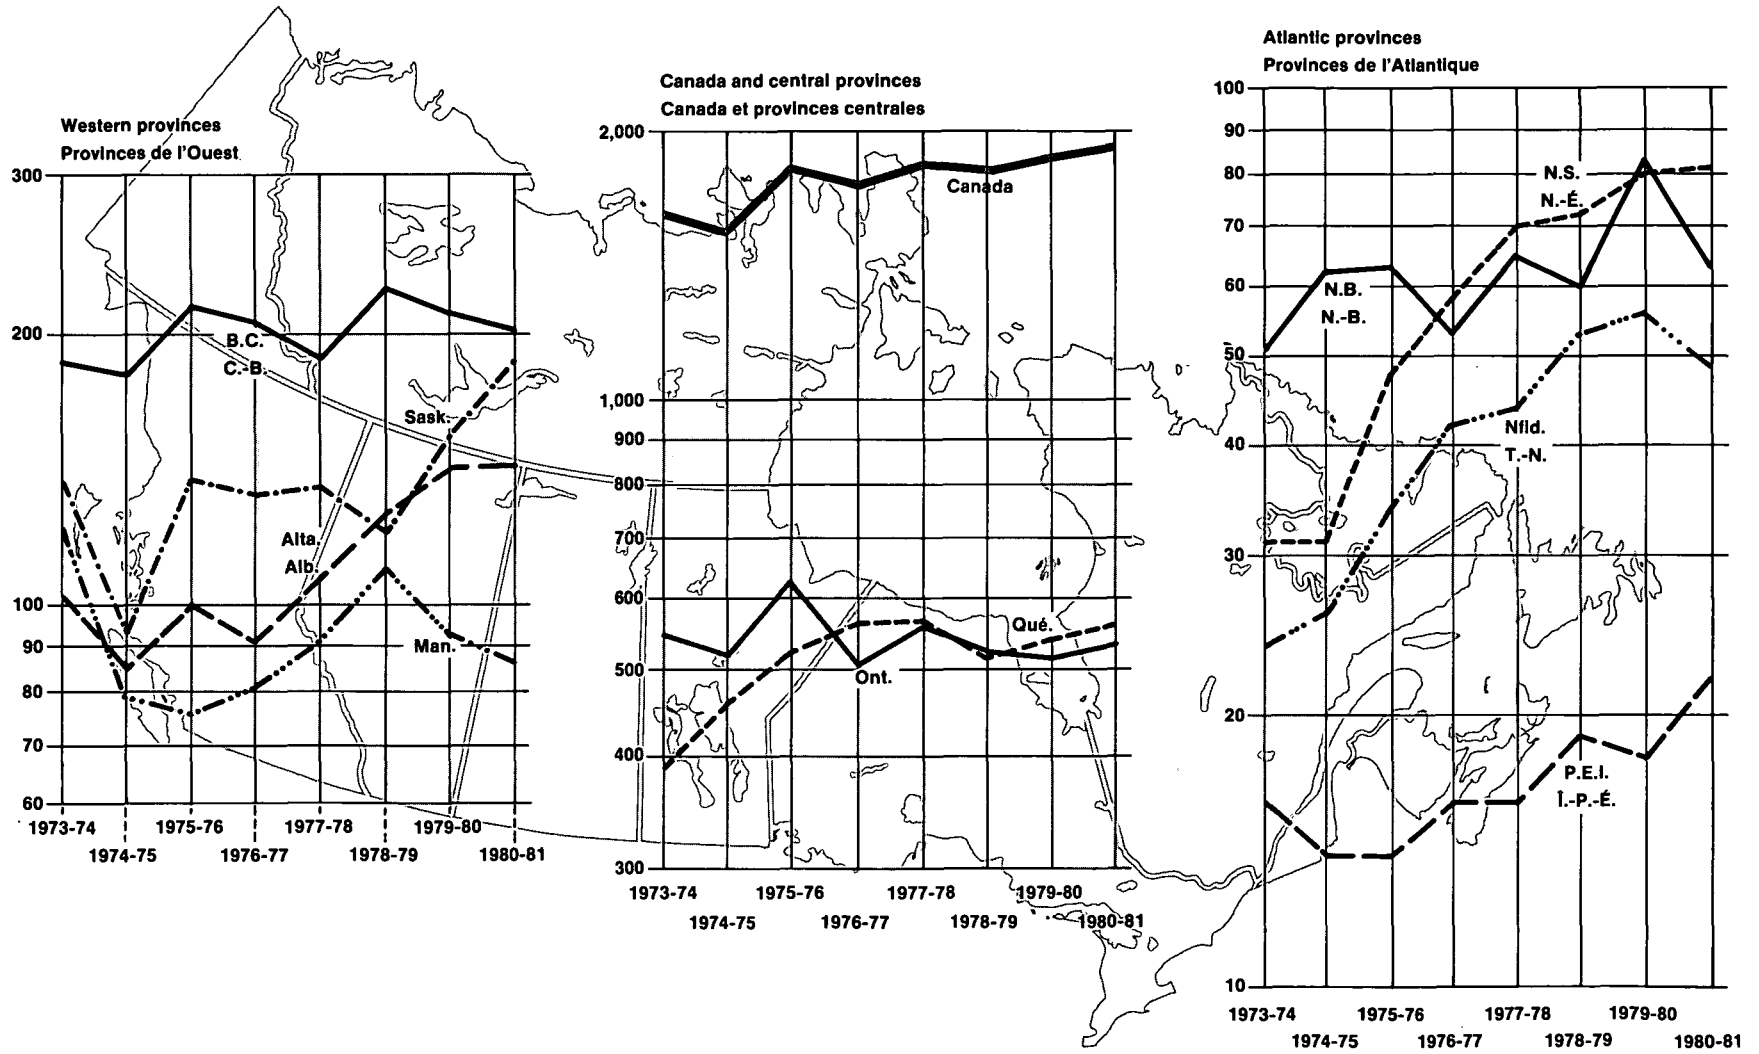 Western provinces
Provinces de l'Ouest
300
200
100
90
80
70
60
B.C.
C.-B.
Sask.
Alta.
Alb.
Man.
1973-74
1975-76
1977-78
1979-80
1974-75
1976-77
1978-79
1980-81
Canada and central provinces
Canada et provinces centrales
2,000
1,000
900
800
700
600
500
400
300
Canada
Qué.
Ont.
1973-74
1975-76
1977-78
1979-80
1974-75
1976-77
1978-79
1980-81
Atlantic provinces
Provinces de l'Atlantique
100
90
80
70
60
50
40
30
20
10
N.S.
N.-É.
N.B.
N.-B.
Nfld.
T.-N.
P.E.I.
Î.-P.-É.
1973-74
1975-76
1977-78
1979-80
1974-75
1976-77
1978-79
1980-81